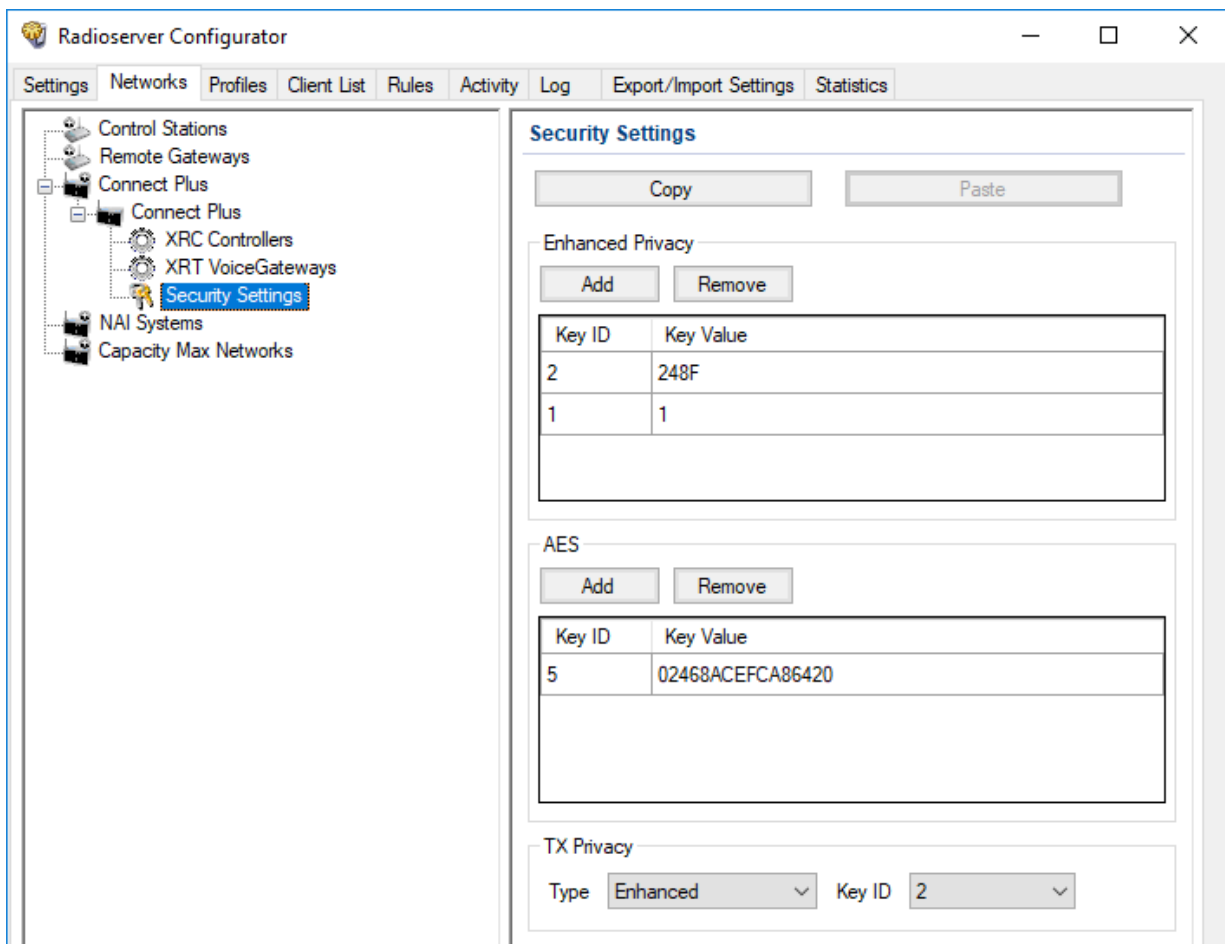 Radioserver Configurator
Settings Networks Profiles Client List Rules Activity Log Export/Import Settings Statistics
Control Stations
Remote Gateways
Connect Plus
Connect Plus
XRC Controllers
XRT VoiceGateways
Security Settings
NAI Systems
Capacity Max Networks
Security Settings
Copy Paste
Enhanced Privacy
Add Remove
Key ID Key Value
2 248F
1 1
AES
Add Remove
Key ID Key Value
5 02468ACEFCA86420
TX Privacy
Type Enhanced Key ID 2